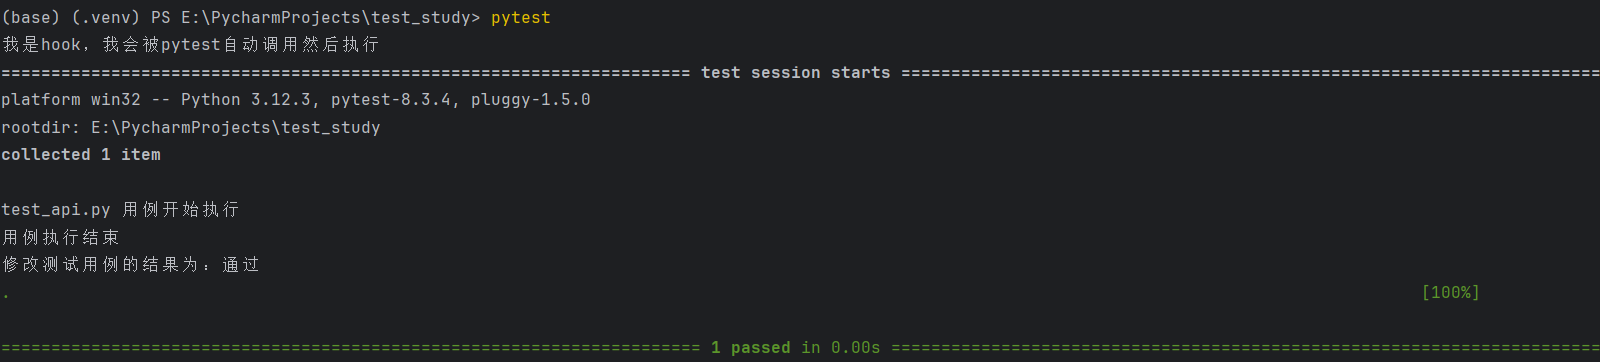 (base) (.venv) PS E:\PycharmProjects\test_study> pytest
我是hook，我会被pytest自动调用然后执行
===================================================================== test session starts ======================================================================
platform win32 -- Python 3.12.3, pytest-8.3.4, pluggy-1.5.0
rootdir: E:\PycharmProjects\test_study
collected 1 item
test_api.py 用例开始执行
用例执行结束
修改测试用例的结果为：通过
. [100%]
====================================================================== 1 passed in 0.00s =======================================================================